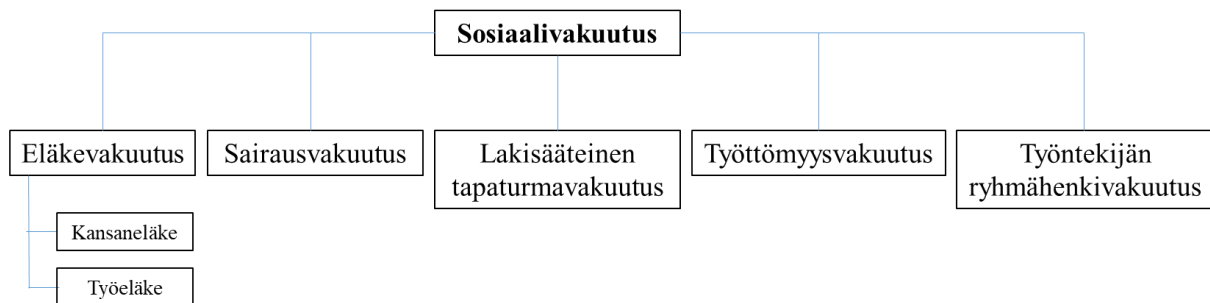 Sosiaalivakuutus
Eläkevakuutus
Sairausvakuutus
Lakisääteinen
tapaturmavakuutus
Työttömyysvakuutus
Työntekijän
ryhmähenkivakuutus
Kansaneläke
Työeläke